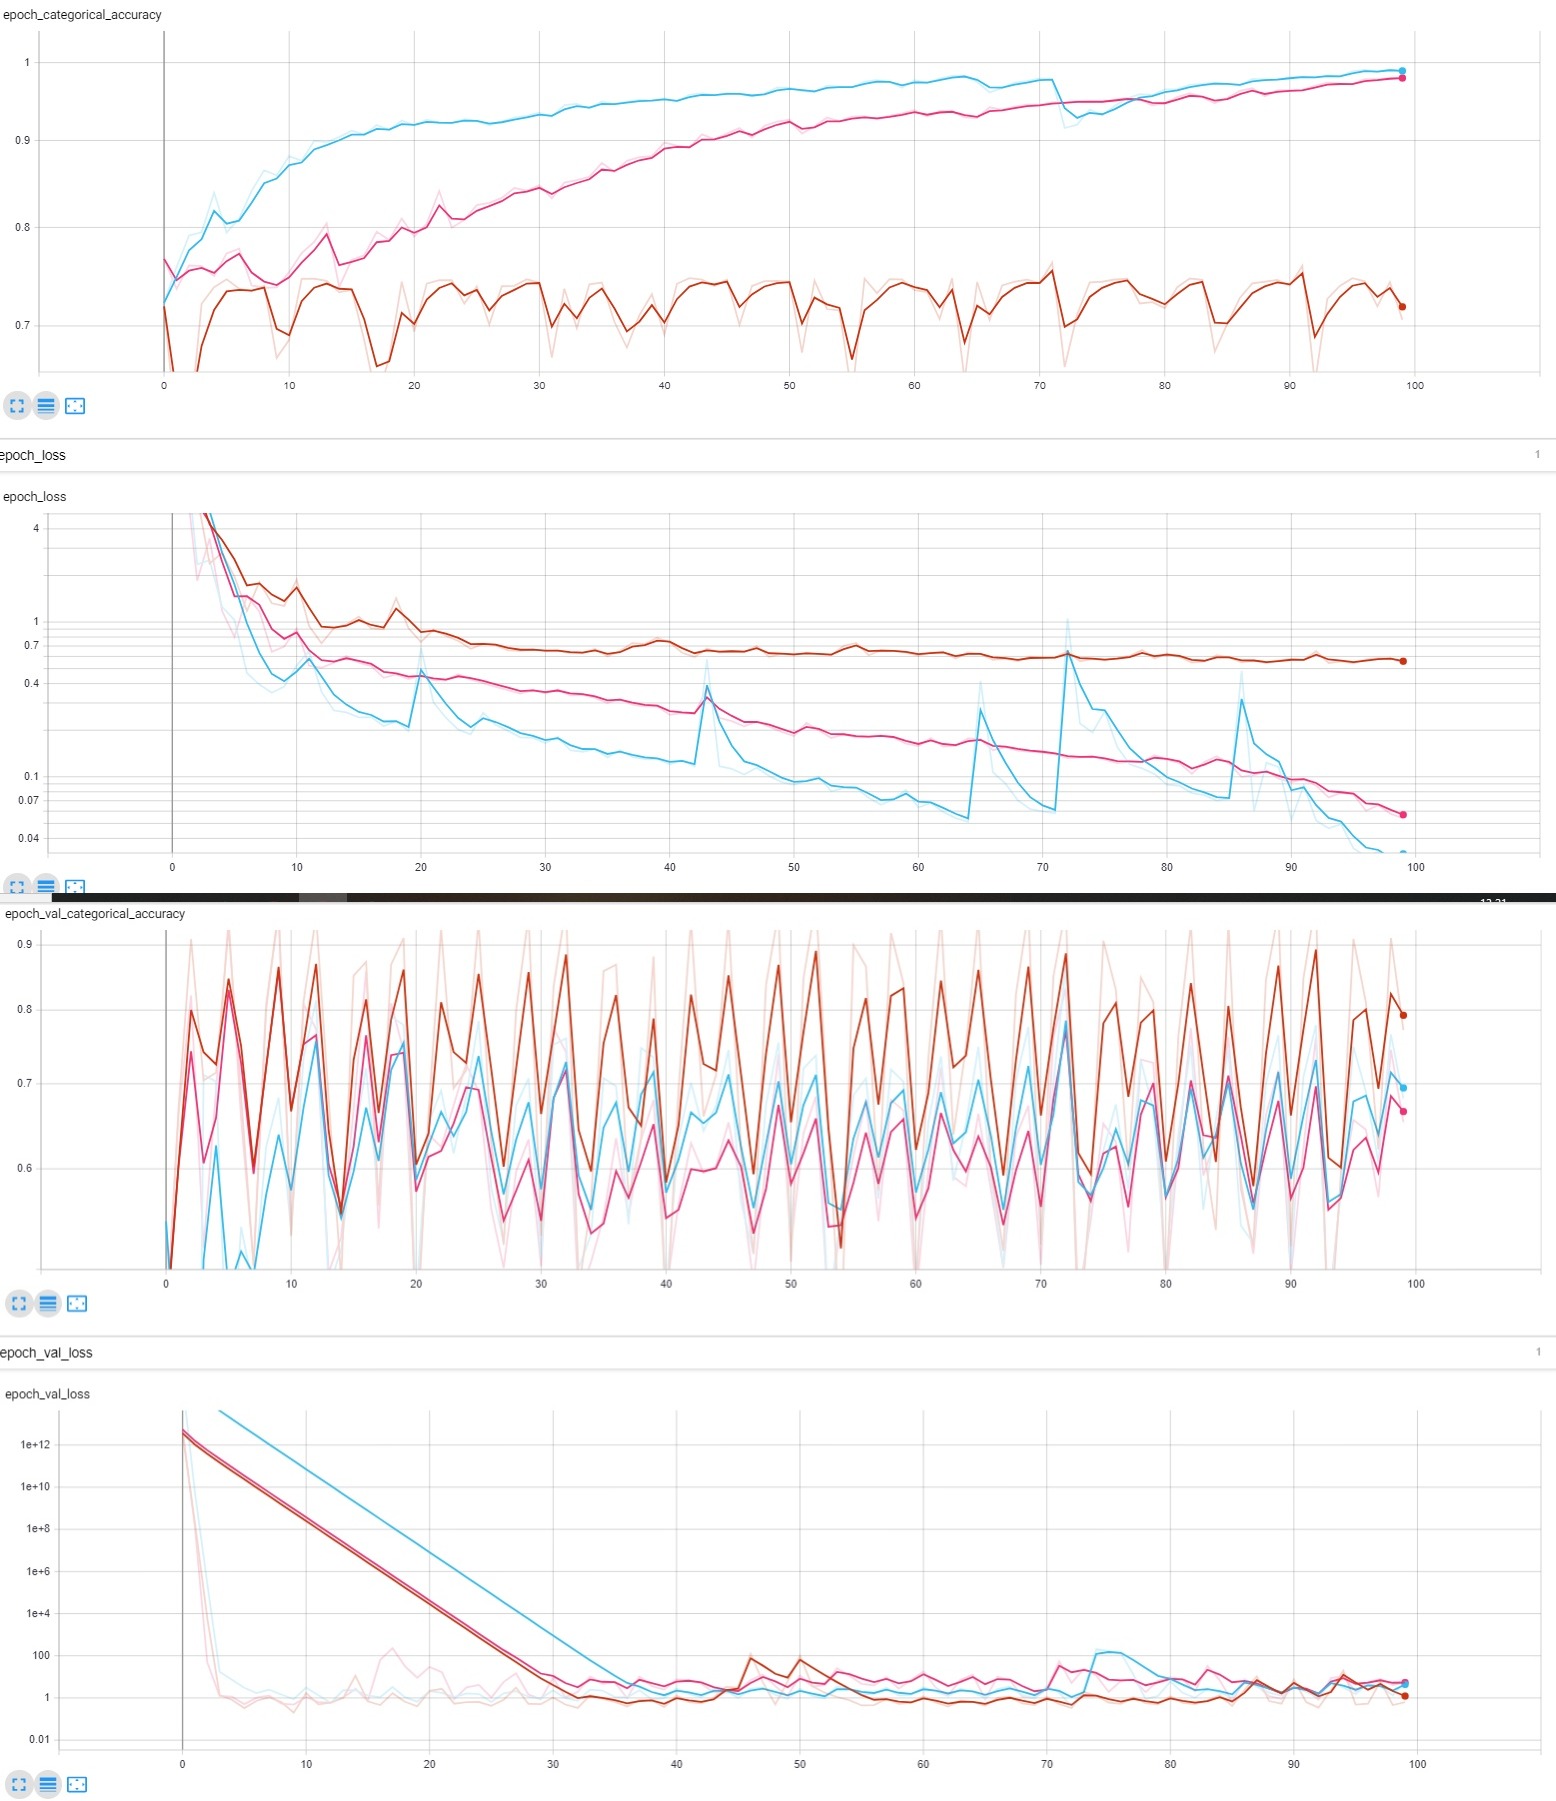 epoch_categorical_accuracy
1
0.9
0.8
0.7
0 10 20 30 40 50 60 70 80 90 100
epoch_loss 1
epoch_loss
4
1
0.7
0.4
0.1
0.07
0.04
0 10 20 30 40 50 60 70 80 90 100
epoch_val_categorical_accuracy
0.9
0.8
0.7
0.6
0 10 20 30 40 50 60 70 80 90 100
epoch_val_loss 1
epoch_val_loss
1e+12
1e+10
1e+8
1e+6
1e+4
100
1
0.01
0 10 20 30 40 50 60 70 80 90 100